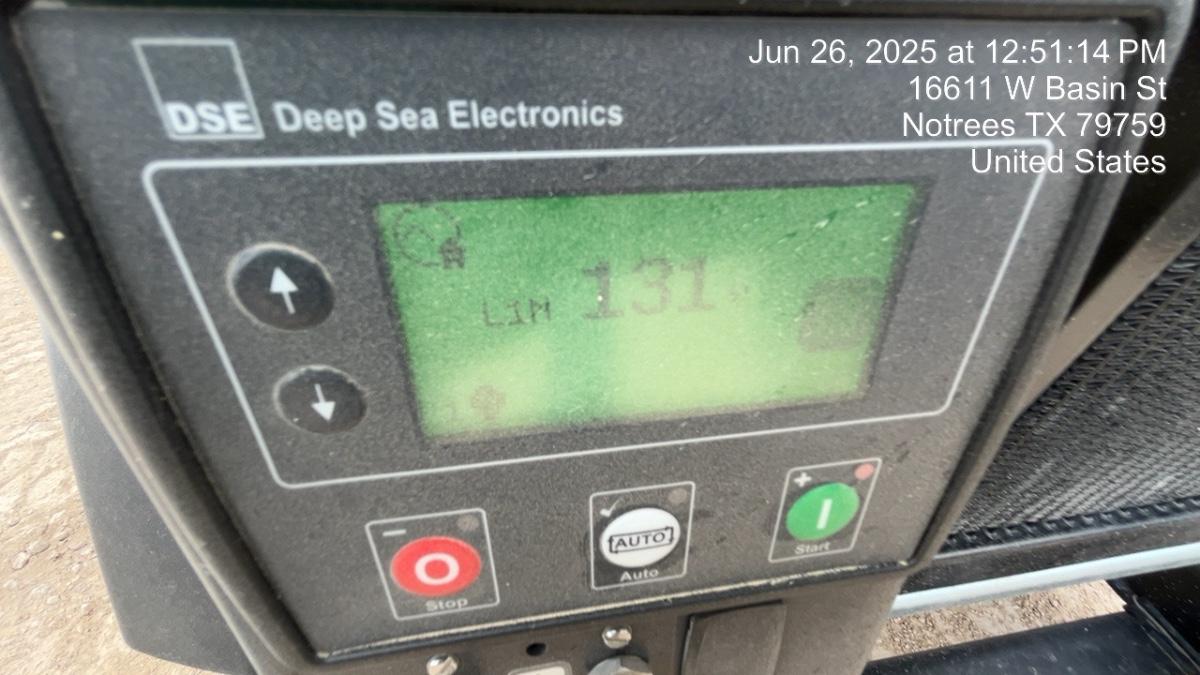 Jun 26, 2025 at 12:51:14 PM
16611 W Basin St
Notrees TX 79759
United States
DSE Deep Sea Electronics
L1N 131
Stop
AUTO
Auto
Start